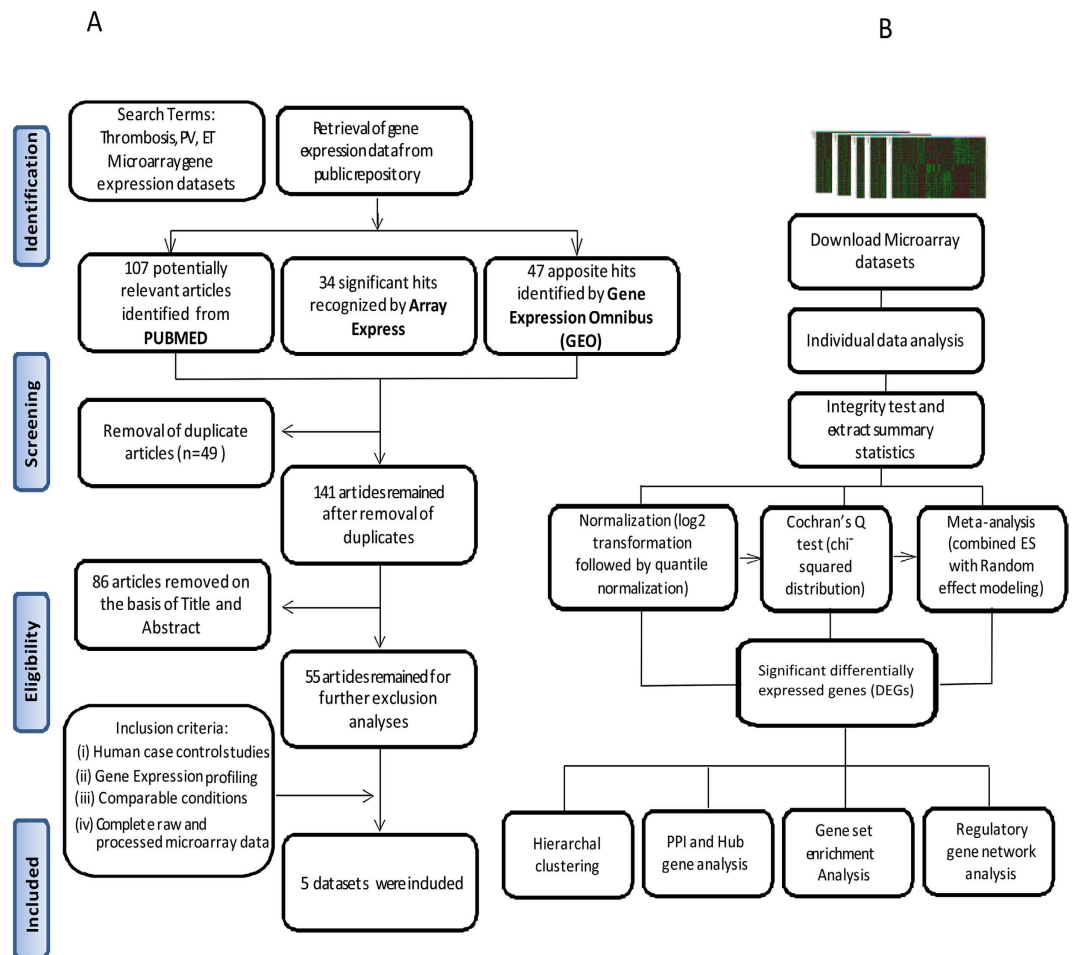 A
B
Identification
Screening
Eligibility
Included
Search Terms:
Thrombosis, PV, ET
Microarray gene
expression datasets
Retrieval of gene
expression data from
public repository
107 potentially
relevant articles
identified from
PUBMED
34 significant hits
recognized by Array
Express
47 apposite hits
identified by Gene
Expression Omnibus
(GEO)
Removal of duplicate
articles (n=49 )
141 articles remained
after removal of
duplicates
86 articles removed on
the basis of Title and
Abstract
55 articles remained for
further exclusion
analyses
Inclusion criteria:
(i) Human case control studies
(ii) Gene Expression profiling
(iii) Comparable conditions
(iv) Complete raw and
processed microarray data
5 datasets were included
Download Microarray
datasets
Individual data analysis
Integrity test and
extract summary
statistics
Normalization (log2
transformation
followed by quantile
normalization)
Cochran's Q
test (chi-
squared
distribution)
Meta-analysis
(combined ES
with Random
effect modeling)
Significant differentially
expressed genes (DEGs)
Hierarchal
clustering
PPI and Hub
gene analysis
Gene set
enrichment
Analysis
Regulatory
gene network
analysis